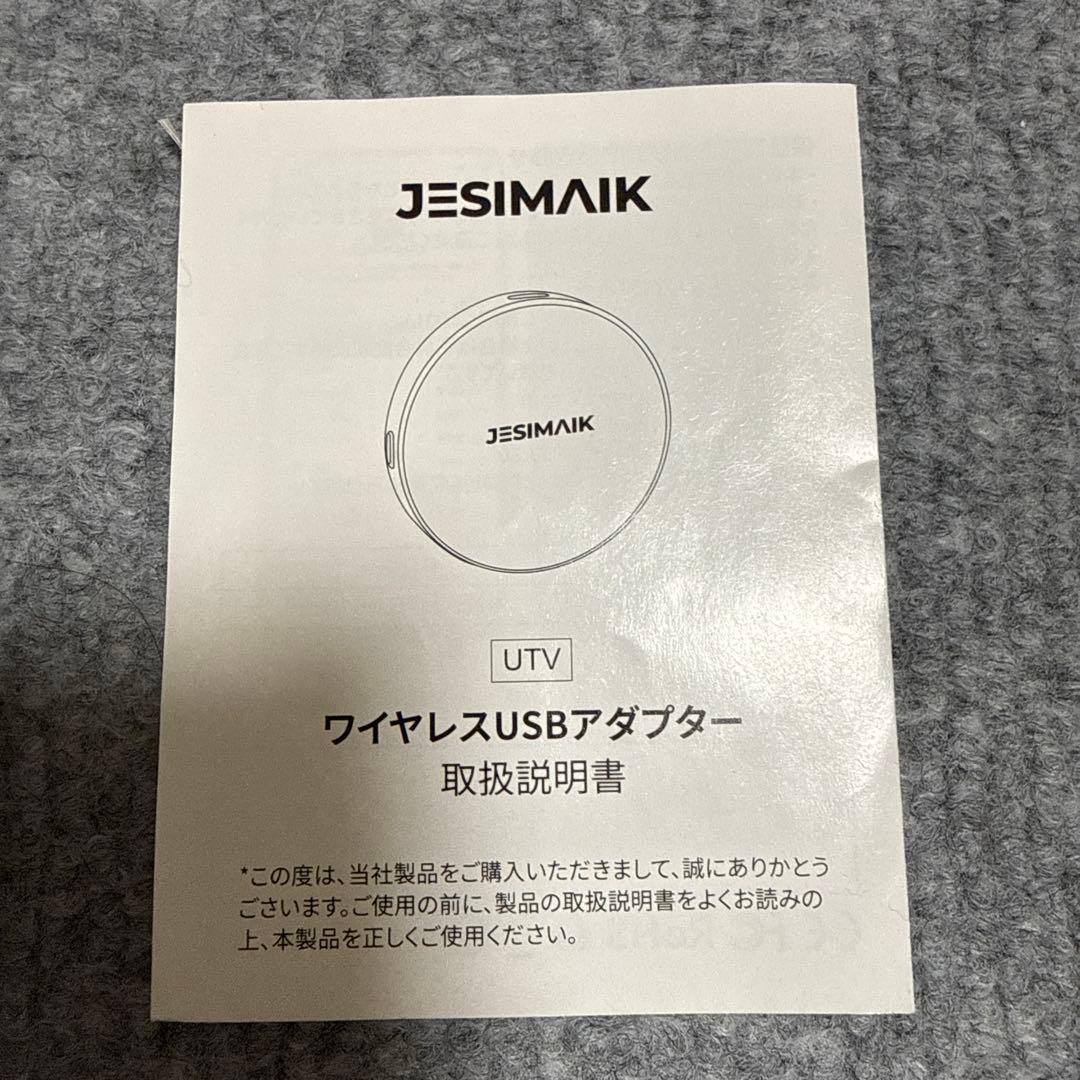 JESIMAIK
JESIMAIK
UTV
ワイヤレスUSBアダプター
取扱説明書
*この度は、当社製品をご購入いただきまして、誠にありかとう
ごさいます。ご使用の前に、製品の取扱説明書をよくお読みの
上、本製品を正しくご使用ください。